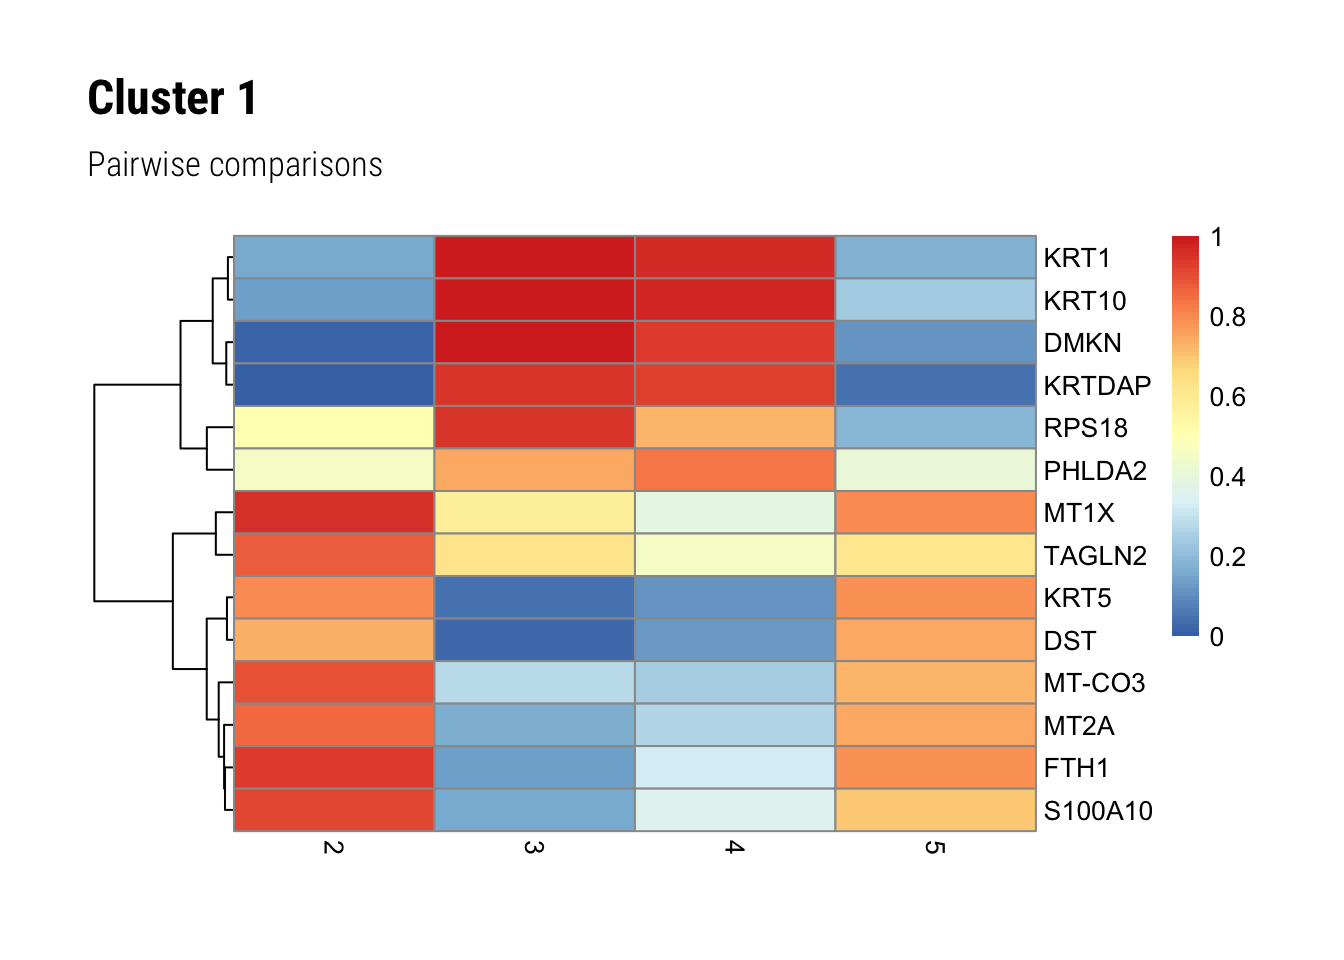 Cluster 1
Pairwise comparisons
KRT1
KRT10
DMKN
KRTDAP
RPS18
PHLDA2
MT1X
TAGLN2
KRT5
DST
MT-CO3
MT2A
FTH1
S100A10
1
0.8
0.6
0.4
0.2
0
2
3
4
5